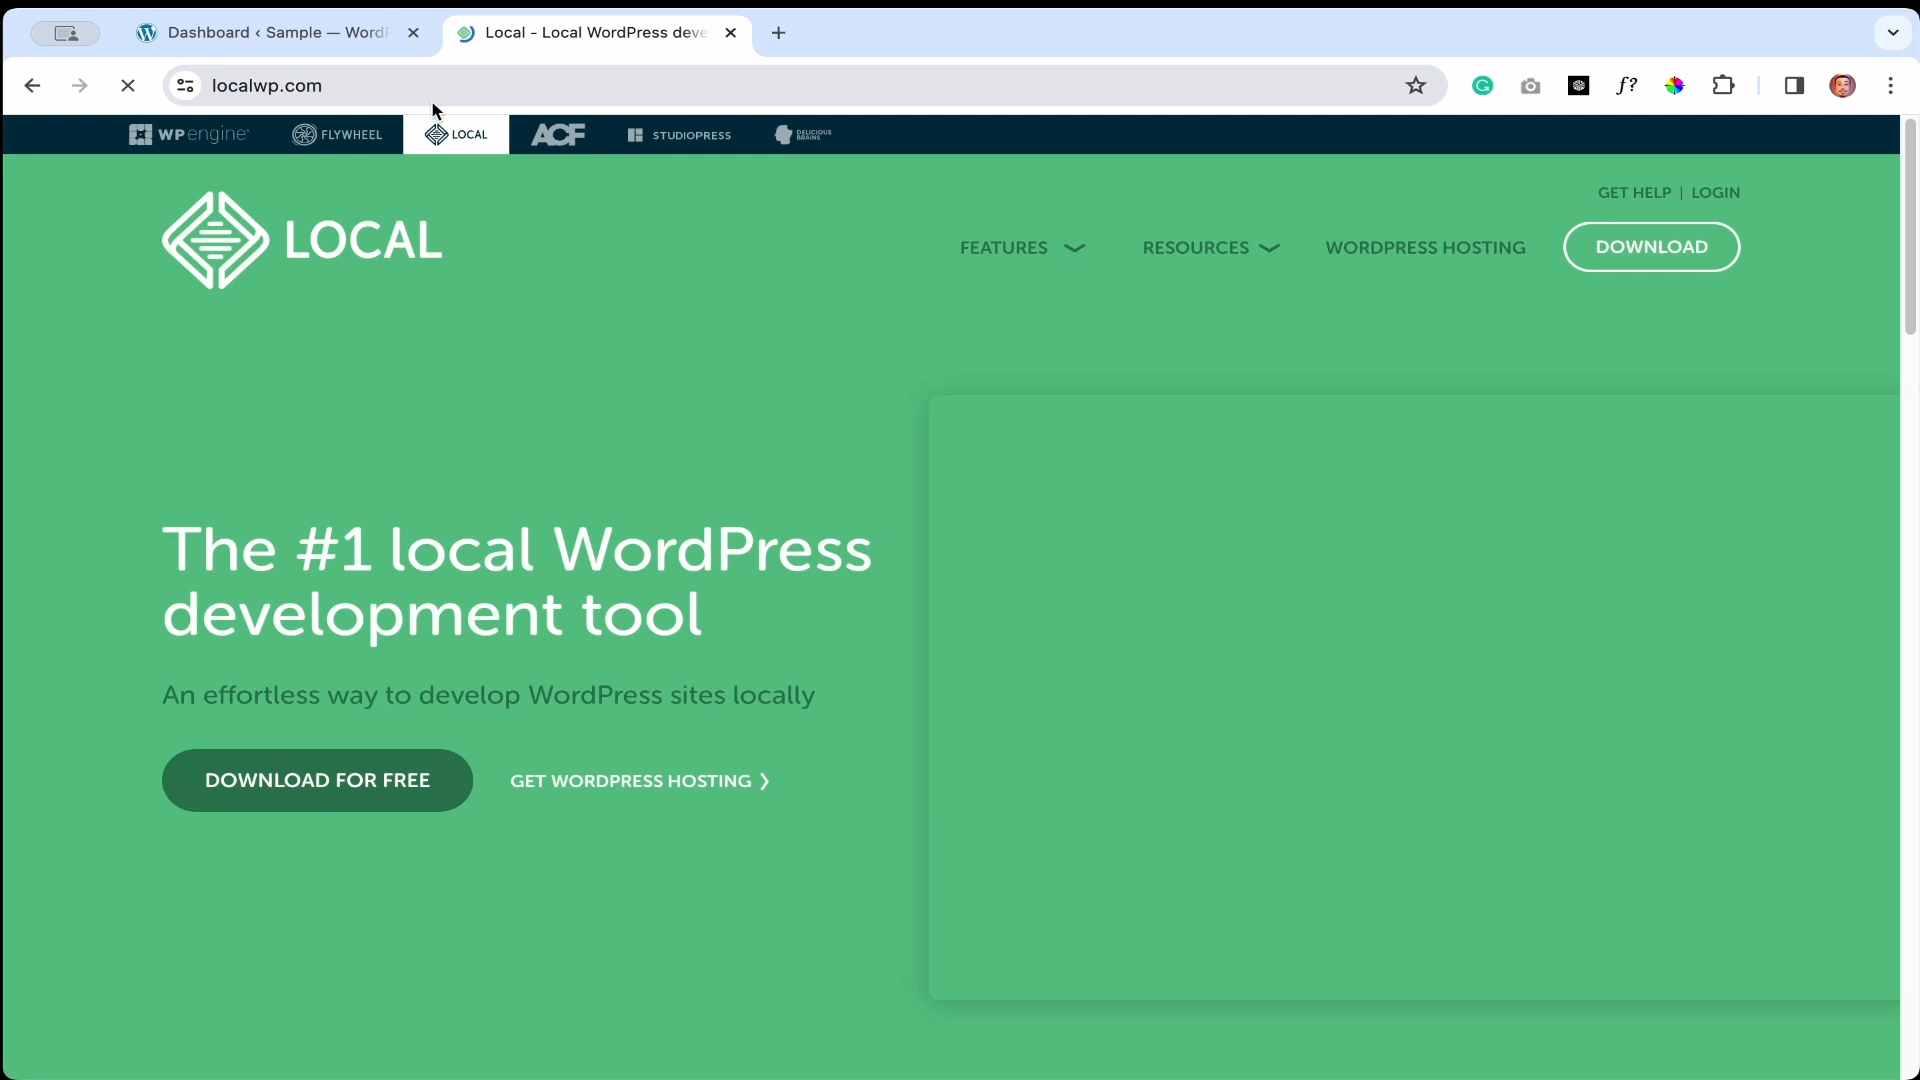 Dashboard ‹ Sample — WordP
Local - Local WordPress deve
localwp.com
WP engine
FLYWHEEL
LOCAL
ACF
STUDIOPRESS
DELICIOUS
BRAINS
GET HELP | LOGIN
LOCAL
FEATURES
RESOURCES
WORDPRESS HOSTING
DOWNLOAD
The #1 local WordPress
development tool
An effortless way to develop WordPress sites locally
DOWNLOAD FOR FREE
GET WORDPRESS HOSTING ❯